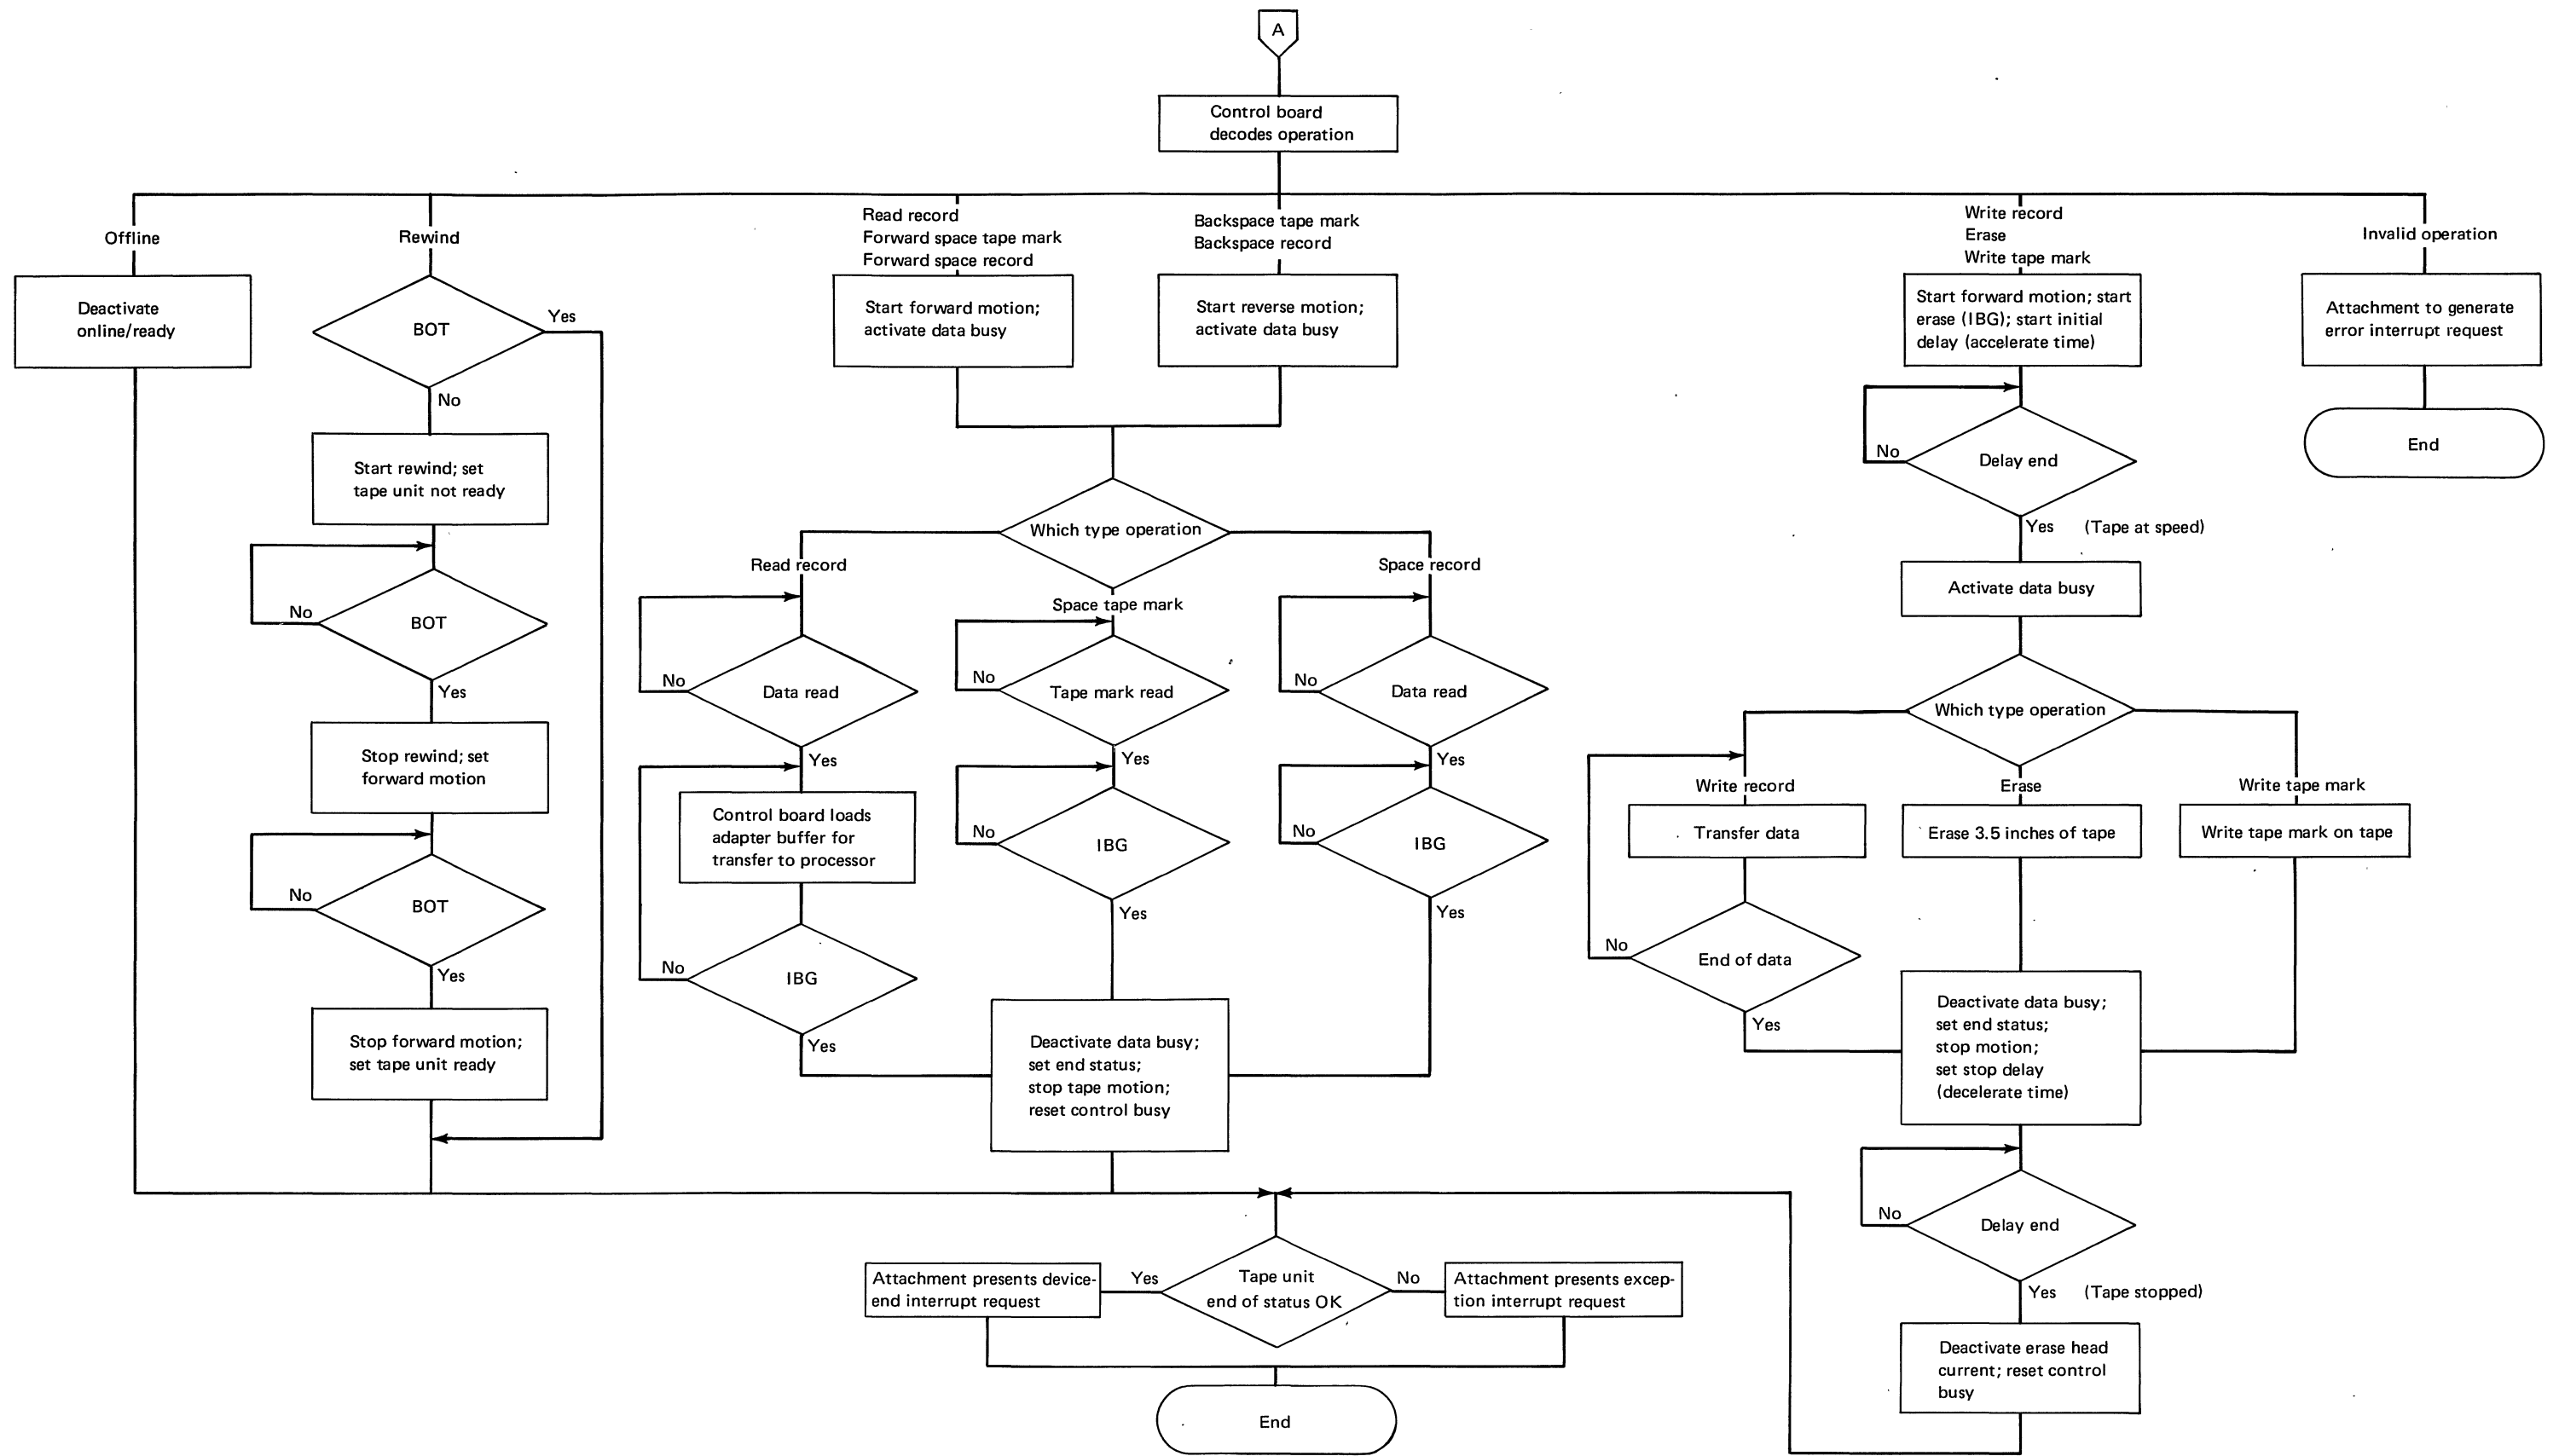 A
Control board
decodes operation
Offline
Rewind
Read record
Forward space tape mark
Forward space record
Backspace tape mark
Backspace record
Write record
Erase
Write tape mark
Invalid operation
Deactivate
online/ready
BOT
Yes
No
Start forward motion;
activate data busy
Start reverse motion;
activate data busy
Start forward motion; start
erase (IBG); start initial
delay (accelerate time)
Attachment to generate
error interrupt request
End
Start rewind; set
tape unit not ready
No
BOT
Yes
Stop rewind; set
forward motion
No
BOT
Yes
Stop forward motion;
set tape unit ready
Which type operation
Read record
Space tape mark
Space record
No
Data read
Yes
Control board loads
adapter buffer for
transfer to processor
No
IBG
Yes
No
Tape mark read
Yes
No
IBG
Yes
No
Data read
Yes
No
IBG
Yes
Deactivate data busy;
set end status;
stop tape motion;
reset control busy
No
Delay end
Yes (Tape at speed)
Activate data busy
Which type operation
Write record
Erase
Write tape mark
Transfer data
Erase 3.5 inches of tape
Write tape mark on tape
No
End of data
Yes
Deactivate data busy;
set end status;
stop motion;
set stop delay
(decelerate time)
No
Delay end
Yes (Tape stopped)
Deactivate erase head
current; reset control
busy
Attachment presents device-
end interrupt request
Yes
Tape unit
end of status OK
No
Attachment presents excep-
tion interrupt request
End